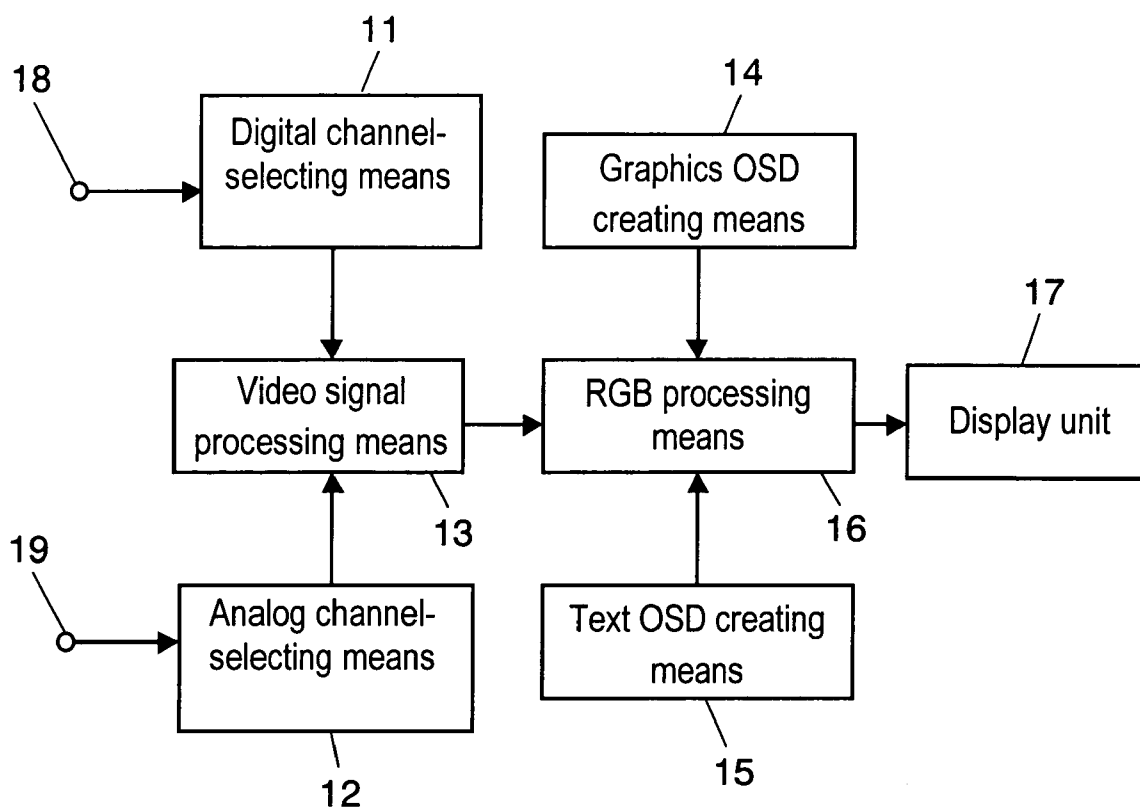 11
18
14
Digital channel-
selecting means
Graphics OSD
creating means
17
Video signal
processing means
RGB processing
means
Display unit
13
16
19
Analog channel-
selecting means
Text OSD creating
means
12
15